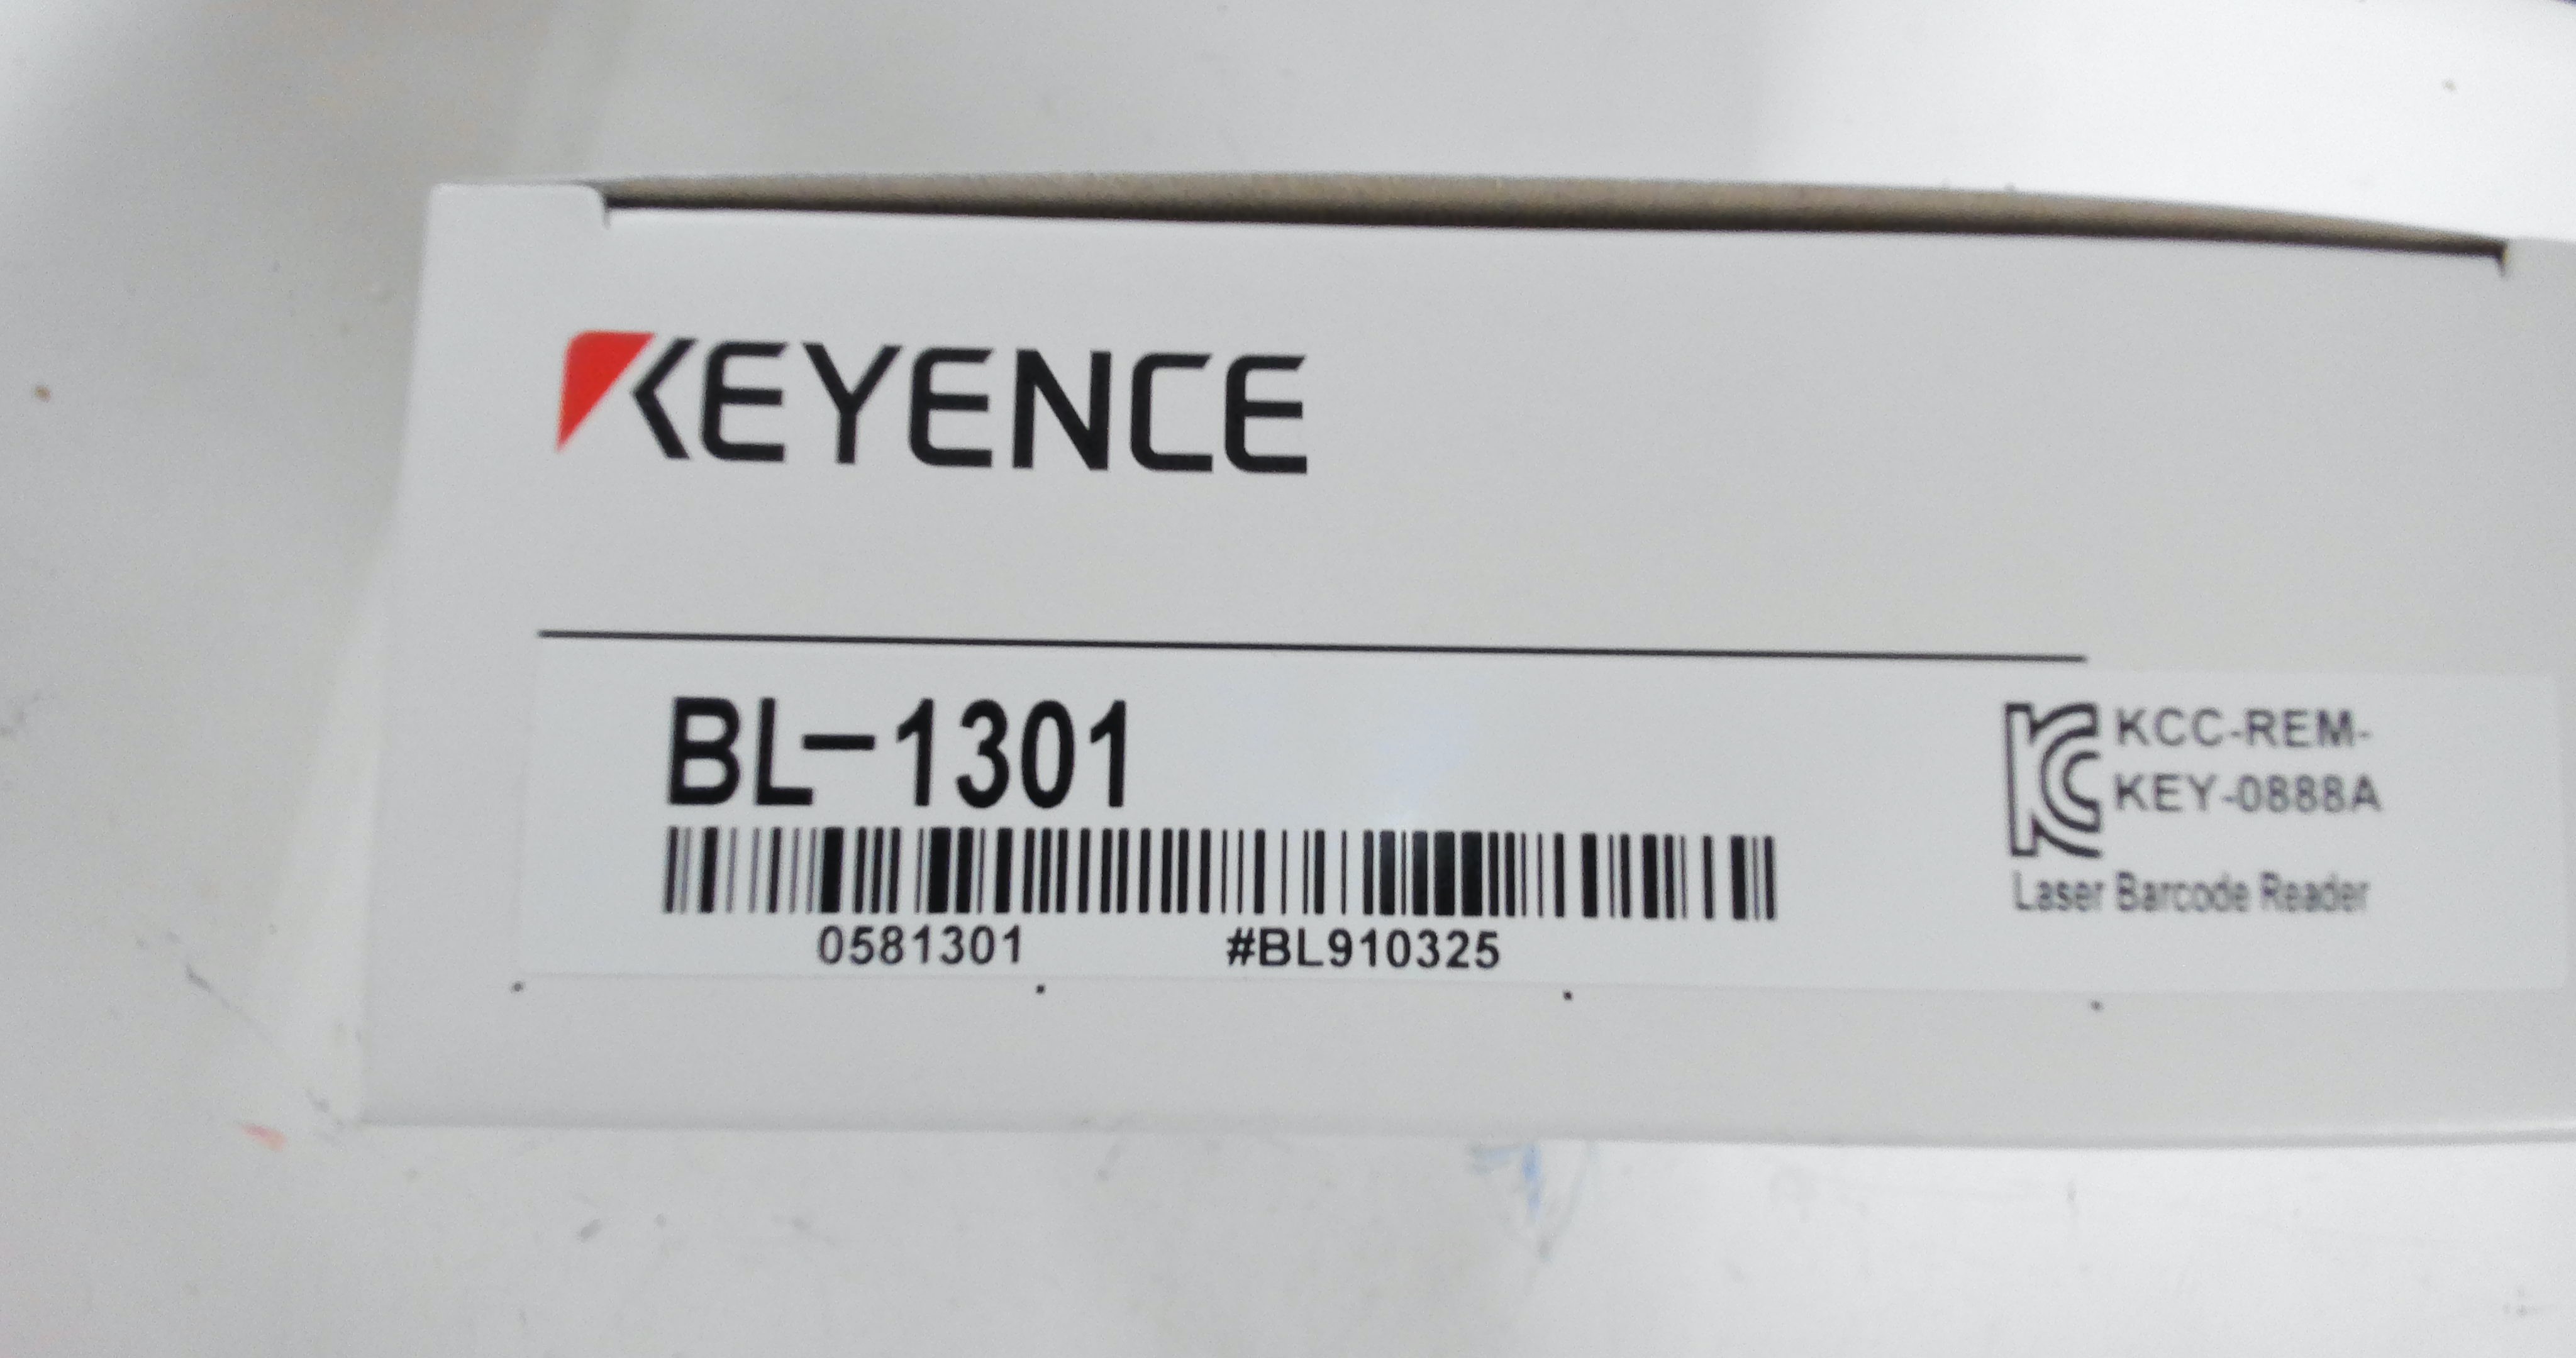 KEYENCE
BL-1301
0581301 #BL910325
KCC-REM-
KEY-0888A
Laser Barcode Reader